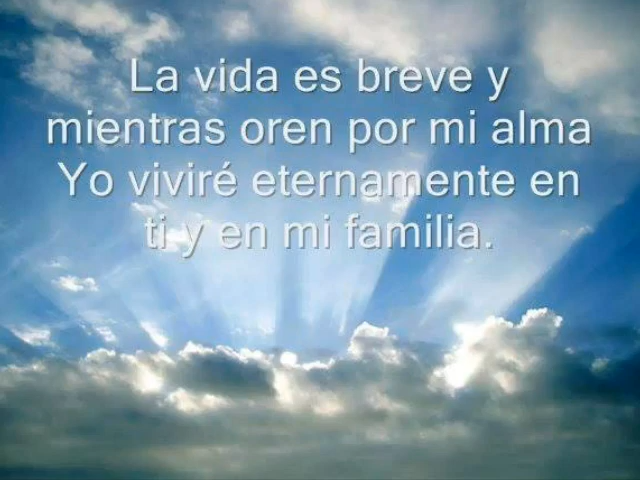 La vida es breve y
mientras oren por mi alma
Yo viviré eternamente en
ti y en mi familia.